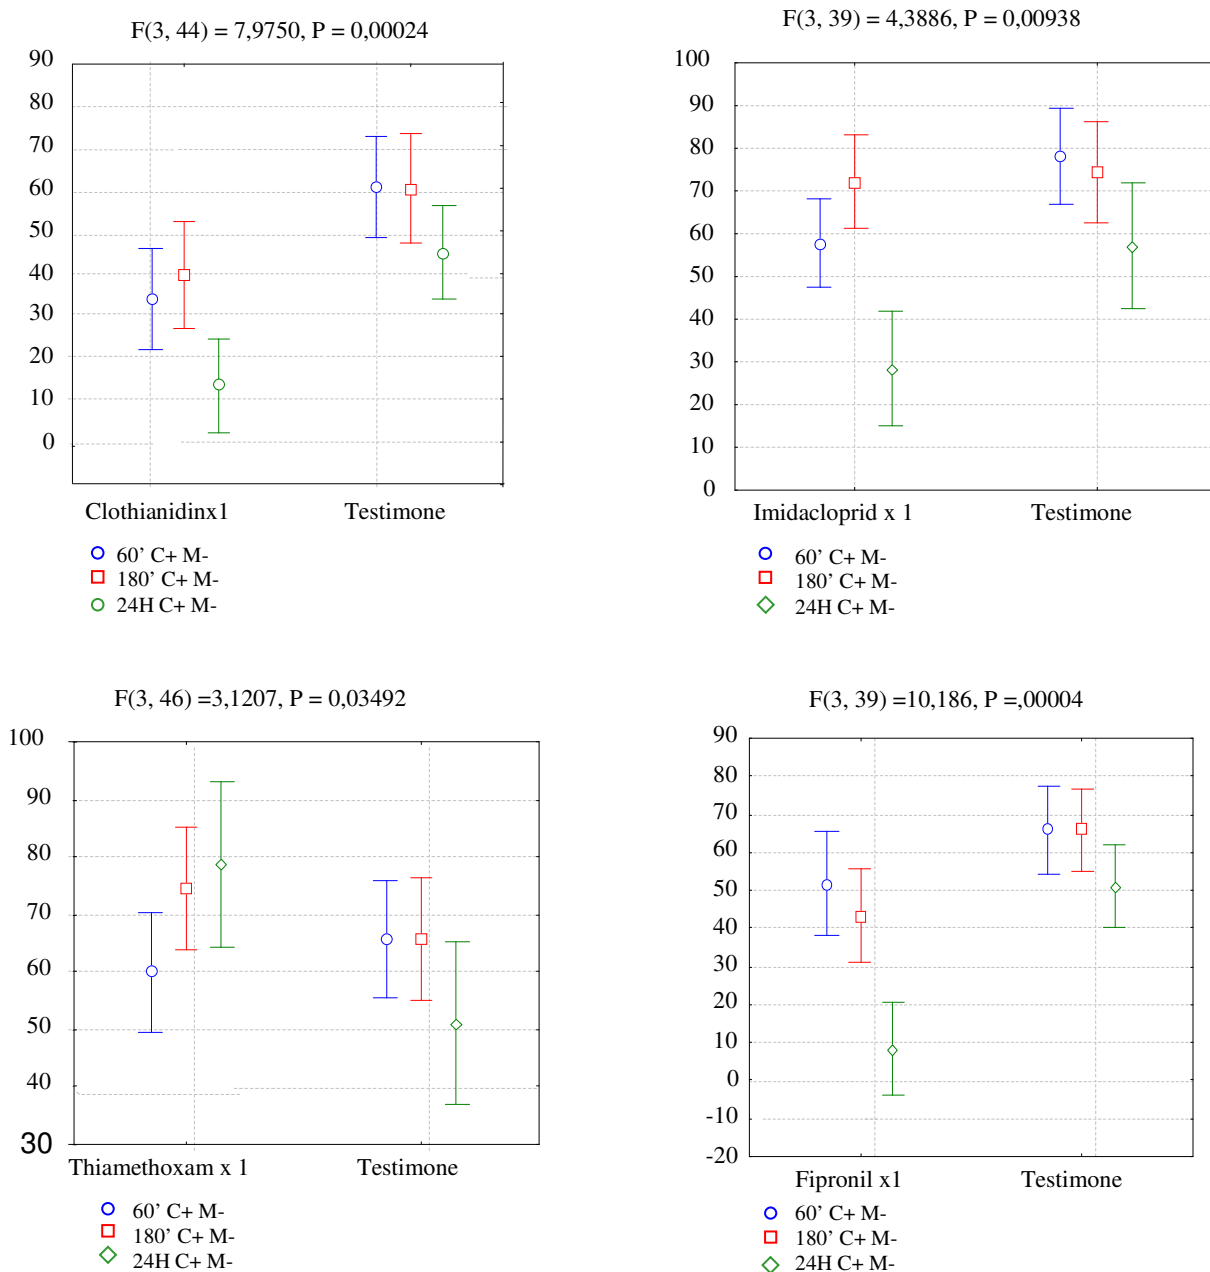 F(3, 44) = 7,9750, P = 0,00024
90
80
70
60
50
40
30
20
10
0
Clothianidinx1 Testimone
60’ C+ M-
180’ C+ M-
24H C+ M-
F(3, 39) = 4,3886, P = 0,00938
100
90
80
70
60
50
40
30
20
10
0
Imidacloprid x 1 Testimone
60’ C+ M-
180’ C+ M-
24H C+ M-
F(3, 46) =3,1207, P = 0,03492
100
90
80
70
60
50
40
30
Thiamethoxam x 1 Testimone
60’ C+ M-
180’ C+ M-
24H C+ M-
F(3, 39) =10,186, P =,00004
90
80
70
60
50
40
30
20
10
0
-10
-20
Fipronil x1 Testimone
60’ C+ M-
180’ C+ M-
24H C+ M-